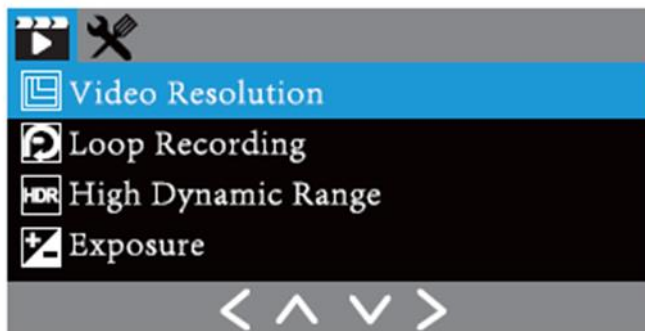 Video Resolution
Loop Recording
HDR High Dynamic Range
Exposure